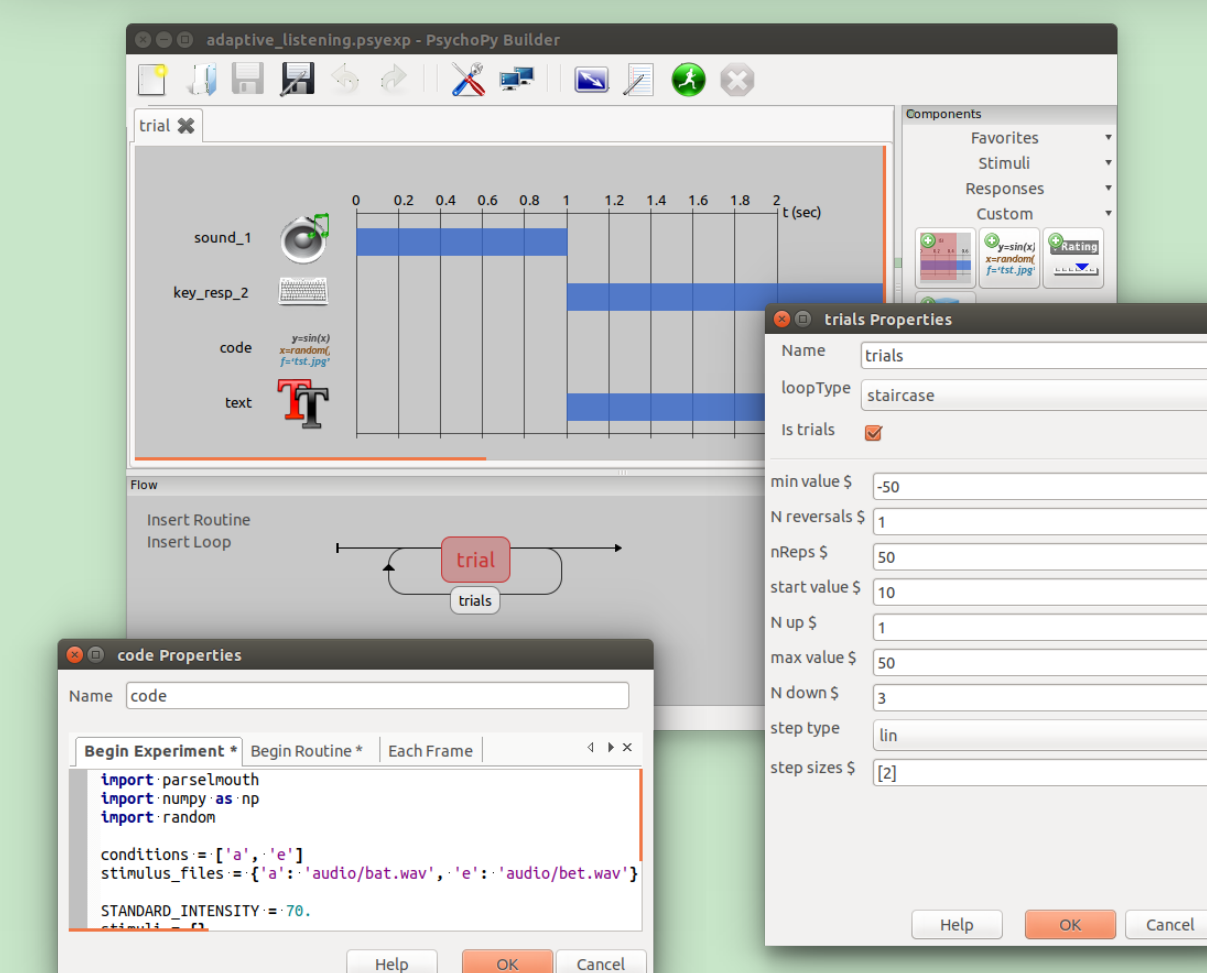 adaptive_listening.psyexp - PsychoPy Builder
trial
0 0.2 0.4 0.6 0.8 1 1.2 1.4 1.6 1.8 2
t (sec)
sound_1
key_resp_2
code
y=sin(x)
x=random(,
f="tst.jpg"
text
Components
Favorites
Stimuli
Responses
Custom
y=sin(x)
x=random(
f="tst.jpg"
Rating
Flow
Insert Routine
Insert Loop
trial
trials
code Properties
Name code
Begin Experiment * Begin Routine * Each Frame
import parselmouth
import numpy as np
import random
conditions = ['a', 'e']
stimulus_files = {'a': 'audio/bat.wav', 'e': 'audio/bet.wav'}
STANDARD_INTENSITY = 70.
stimuli = {}
Help OK Cancel
trials Properties
Name trials
loopType staircase
Is trials
min value $ -50
N reversals $ 1
nReps $ 50
start value $ 10
N up $ 1
max value $ 50
N down $ 3
step type lin
step sizes $ [2]
Help OK Cancel